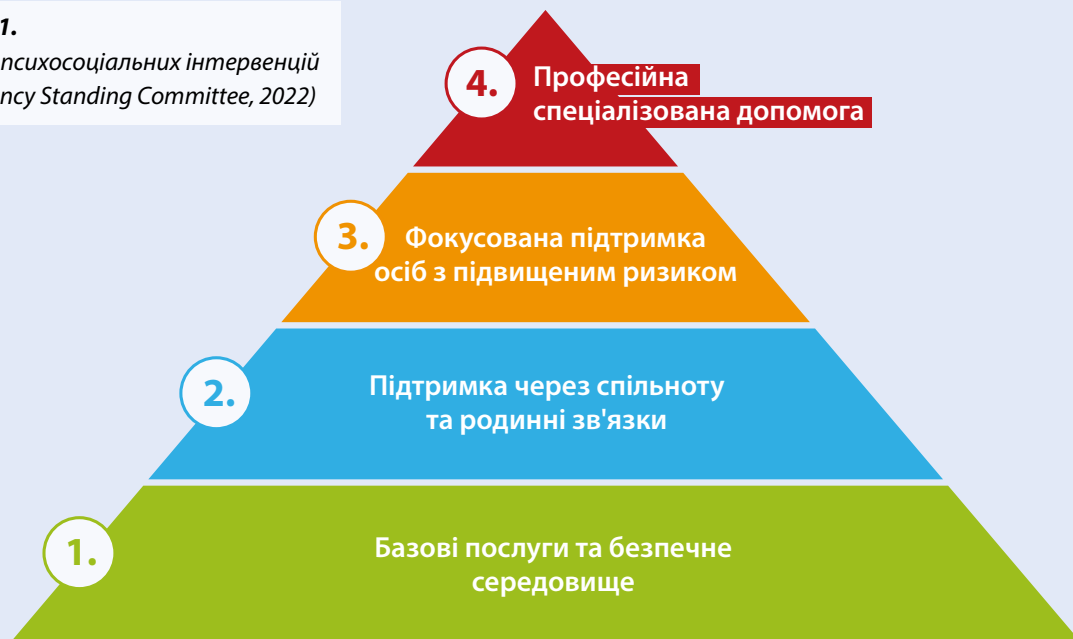 1.
психосоціальних інтервенцій
ncy Standing Committee, 2022)
4.
Професійна
спеціалізована допомога
3.
Фокусована підтримка
осіб з підвищеним ризиком
2.
Підтримка через спільноту
та родинні зв'язки
1.
Базові послуги та безпечне
середовище